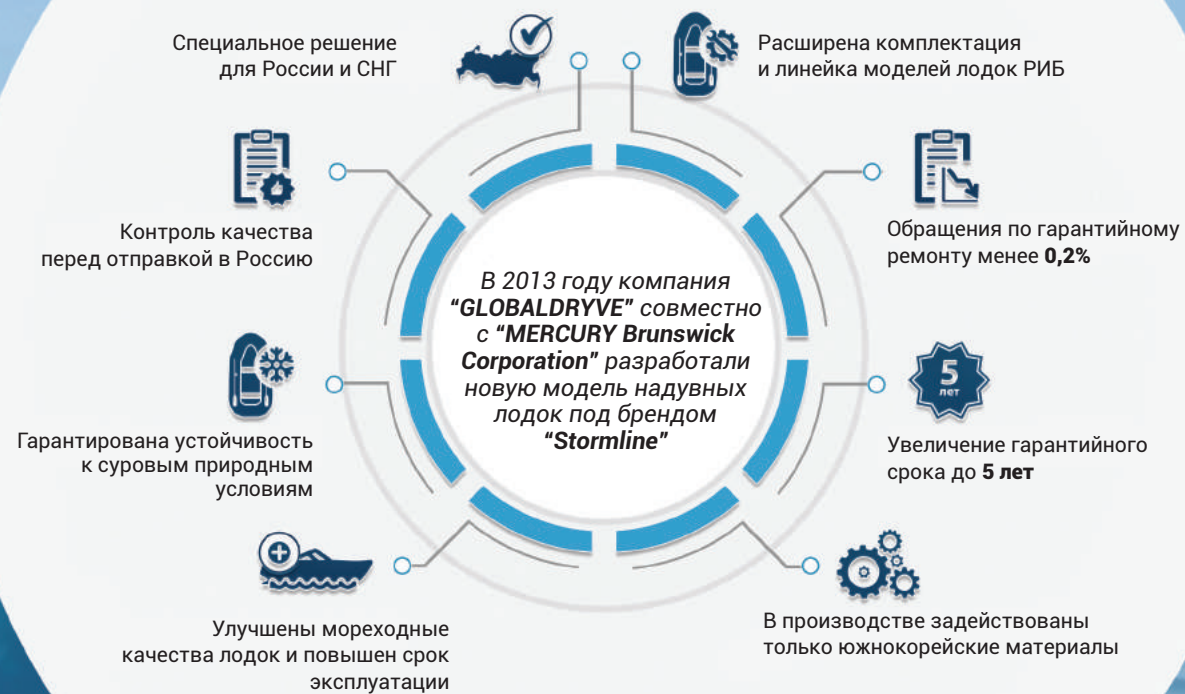 Специальное решение
для России и СНГ
Расширена комплектация
и линейка моделей лодок РИБ
Контроль качества
перед отправкой в Россию
Обращения по гарантийному
ремонту менее 0,2%
В 2013 году компания
“GLOBALDRYVE” совместно
с “MERCURY Brunswick
Corporation” разработали
новую модель надувных
лодок под брендом
“Stormline”
Гарантирована устойчивость
к суровым природным
условиям
5
лет
Увеличение гарантийного
срока до 5 лет
Улучшены мореходные
качества лодок и повышен срок
эксплуатации
В производстве задействованы
только южнокорейские материалы